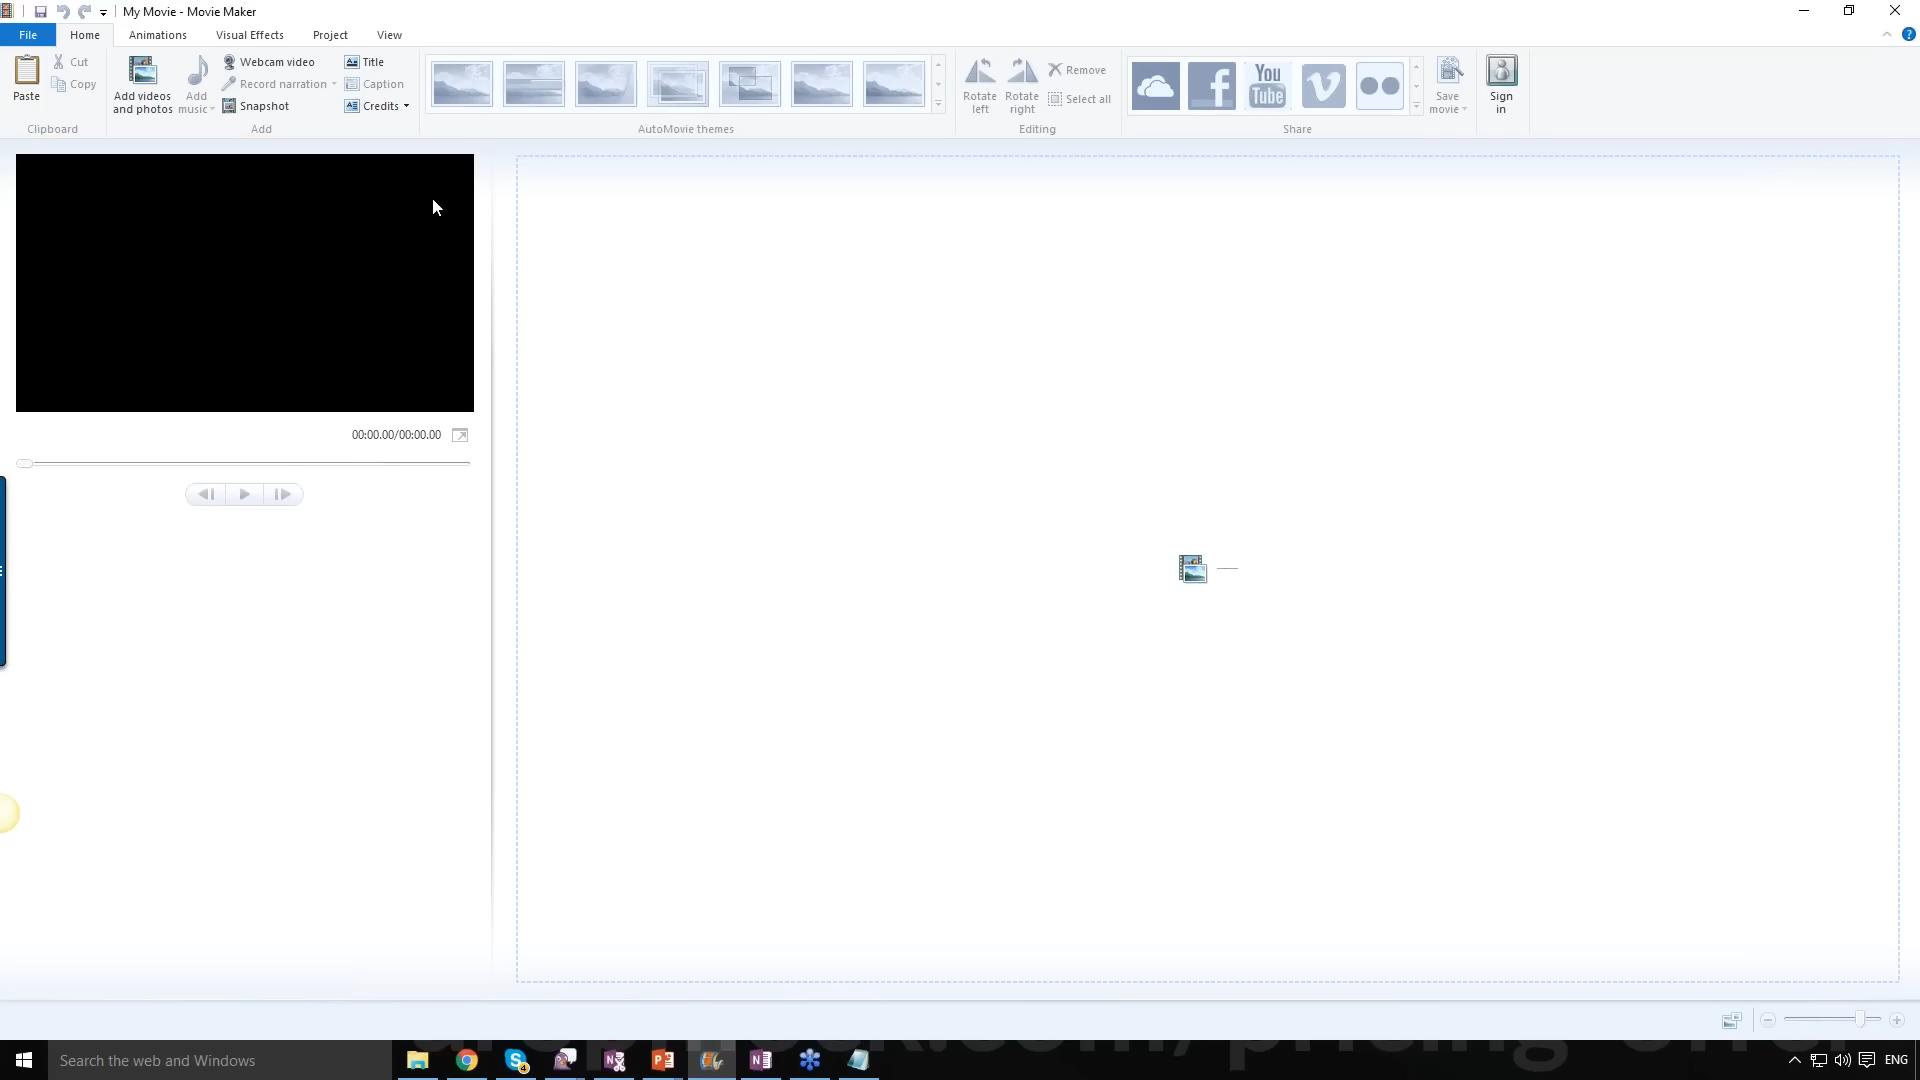 My Movie - Movie Maker
File Home Animations Visual Effects Project View
Paste
Cut
Copy
Clipboard
Add videos
and photos
Add
music
Webcam video
Record narration
Snapshot
Title
Caption
Credits
Add
AutoMovie themes
Rotate
left
Rotate
right
Remove
Select all
Editing
f
You
Tube
v
Share
Save
movie
Sign
in
00:00.00/00:00.00
Search the web and Windows
4
ENG